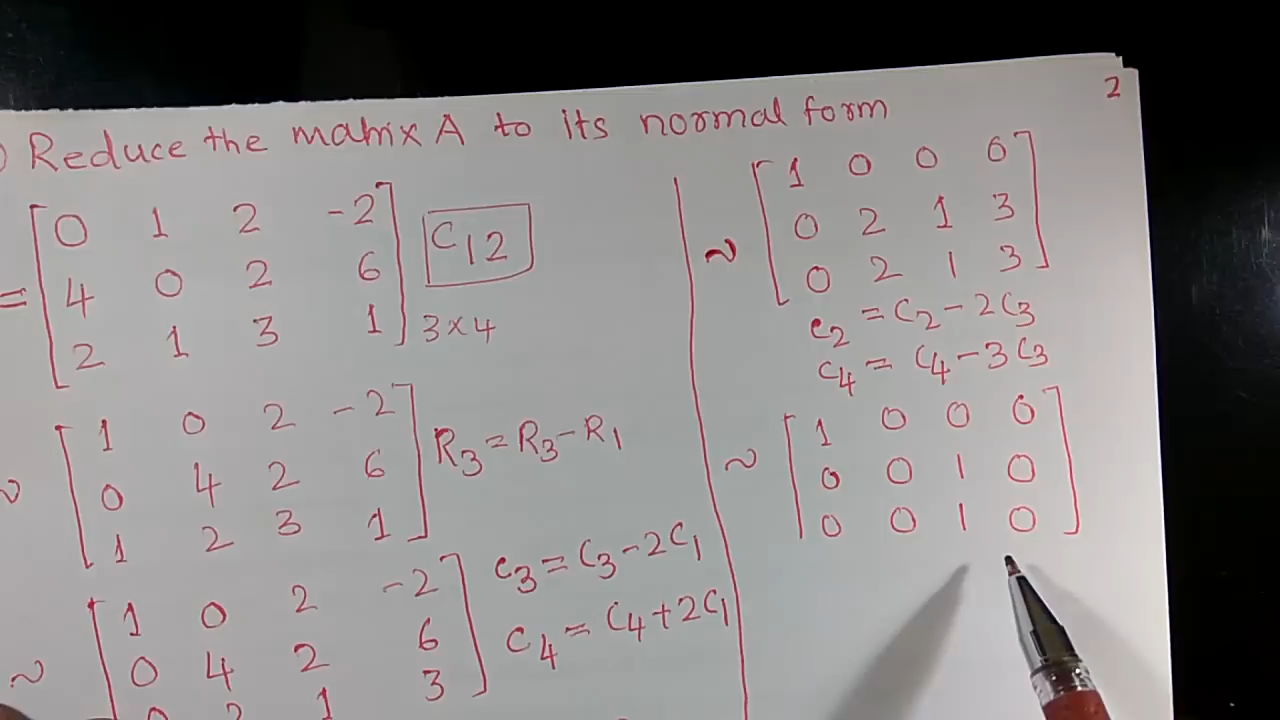 2
) Reduce the matrix A to its normal form
= [ 0 1 2 -2
4 0 2 6
2 1 3 1 ] 3×4
C12
~ [ 1 0 2 -2
0 4 2 6
1 2 3 1 ] R3 = R3 - R1
~ [ 1 0 2 -2
0 4 2 6
0 2 1 3 ]
C3 = C3 - 2C1
C4 = C4 + 2C1
~ [ 1 0 0 0
0 2 1 3
0 2 1 3 ]
C2 = C2 - 2C3
C4 = C4 - 3C3
~ [ 1 0 0 0
0 0 1 0
0 0 1 0 ]